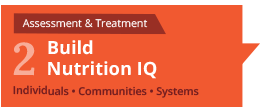 Assessment & Treatment
2 Build
Nutrition IQ
Individuals • Communities • Systems